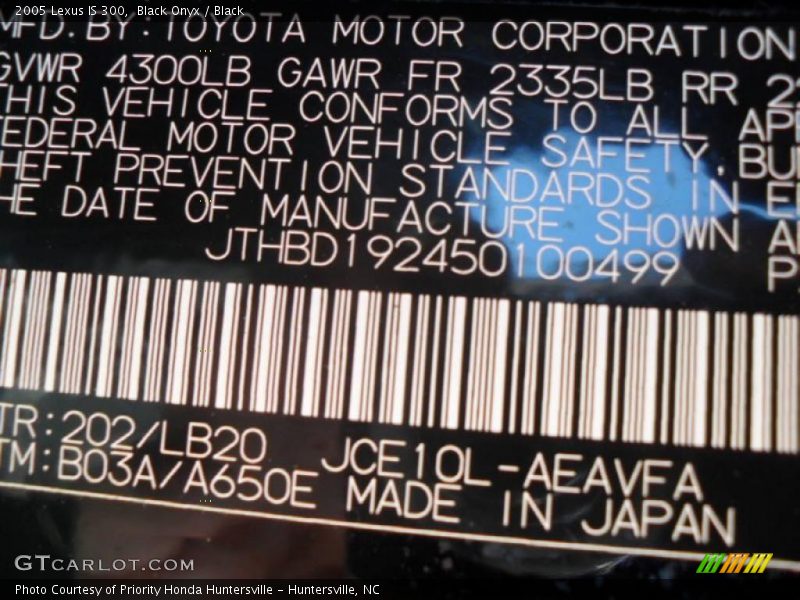 2005 Lexus IS 300, Black Onyx / Black
MFD. BY: TOYOTA MOTOR CORPORATION
GVWR 4300LB GAWR FR 2335LB RR
THIS VEHICLE CONFORMS TO ALL
FEDERAL MOTOR VEHICLE SAFETY, BU
THEFT PREVENTION STANDARDS IN
THE DATE OF MANUFACTURE SHOWN
JTHBD192450100499
TR:202/LB20 JCE10L-AEAVFA
TM:B03A/A650E MADE IN JAPAN
GTCARLOT.COM
Photo Courtesy of Priority Honda Huntersville - Huntersville, NC